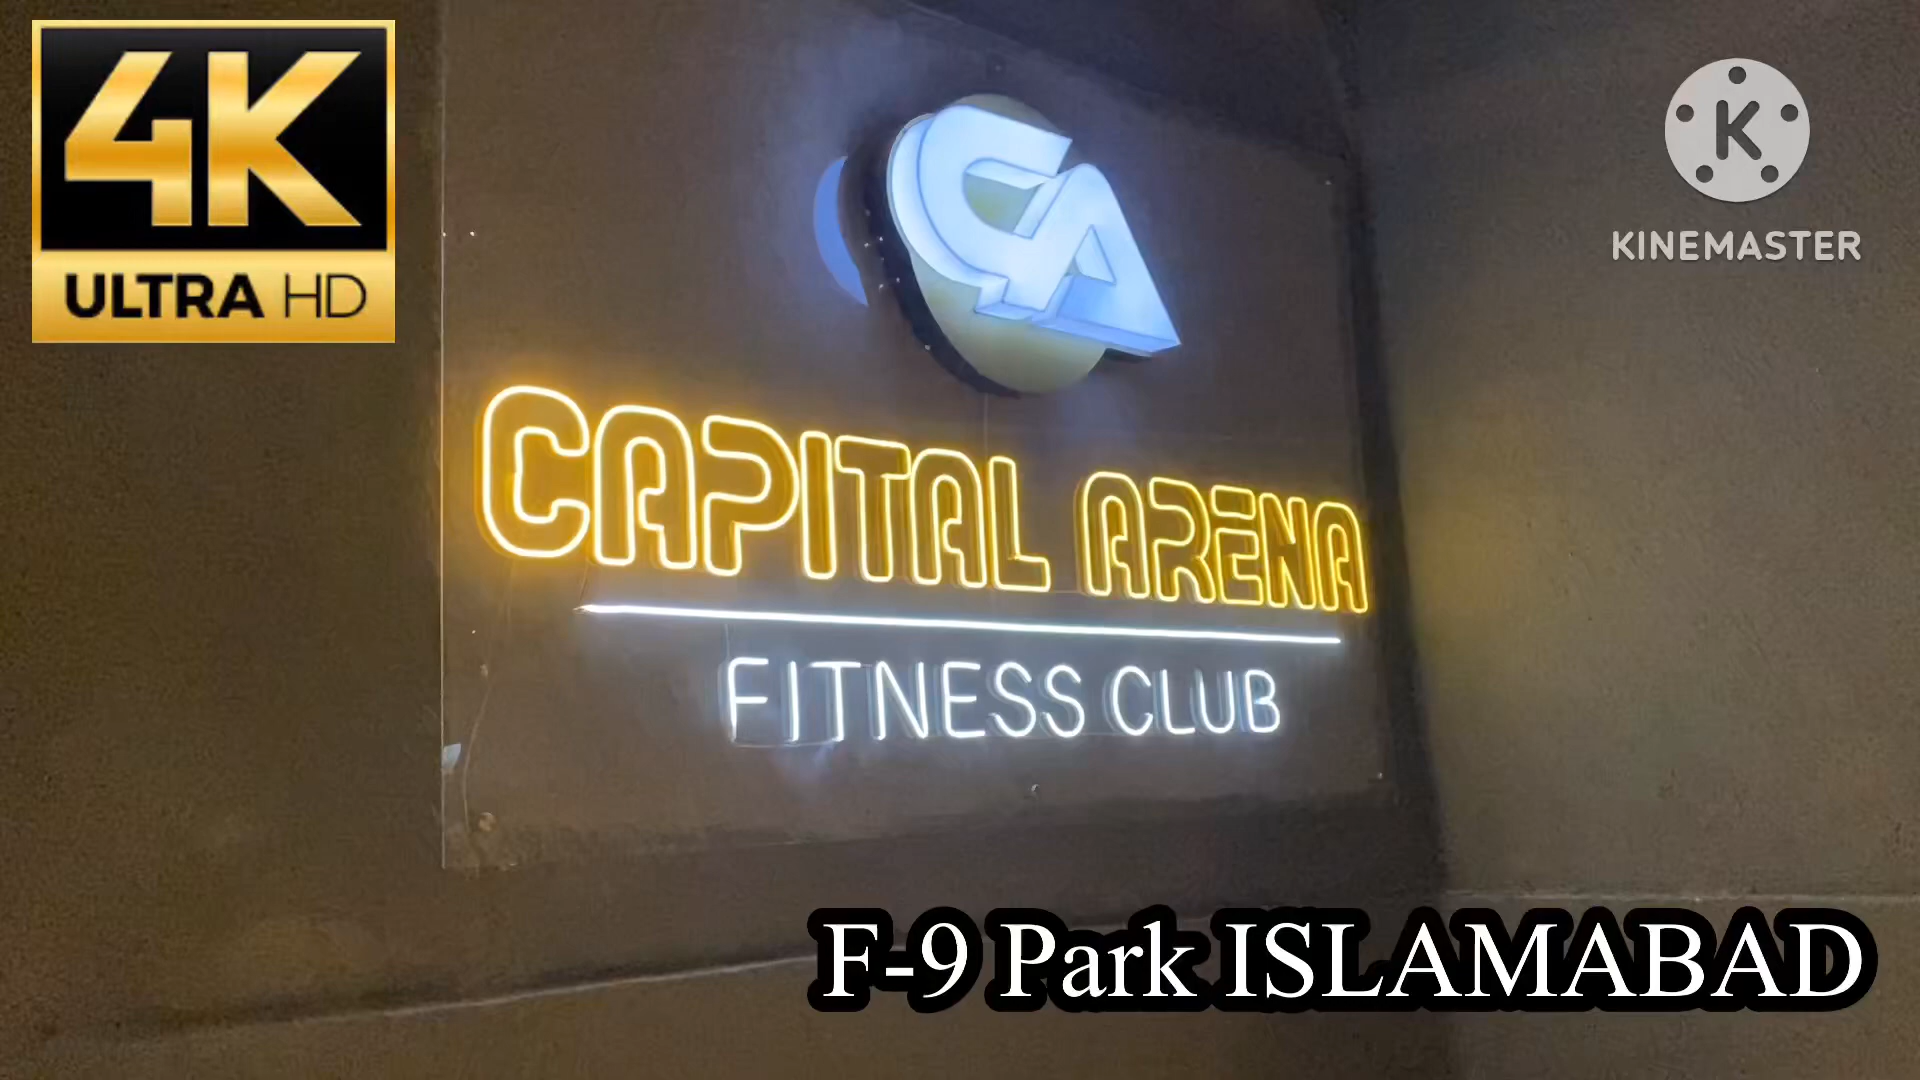 4K
ULTRA HD
K
KINEMASTER
CA
CAPITAL ARENA
FITNESS CLUB
F-9 Park ISLAMABAD